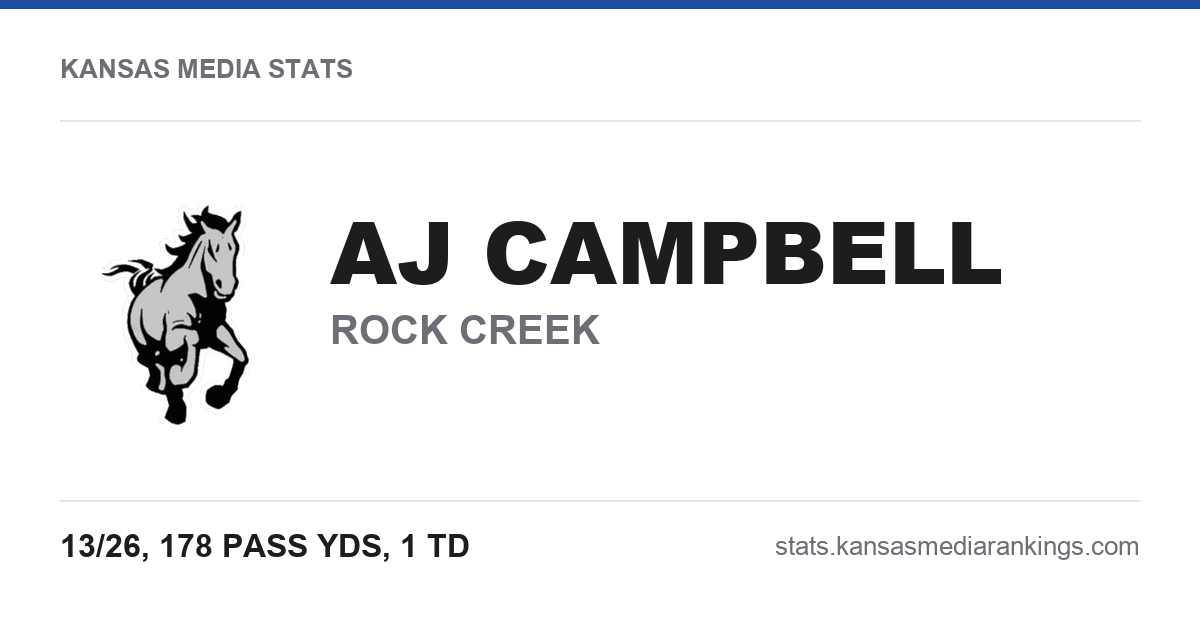 KANSAS MEDIA STATS
AJ CAMPBELL
ROCK CREEK
13/26, 178 PASS YDS, 1 TD
stats.kansasmediarankings.com